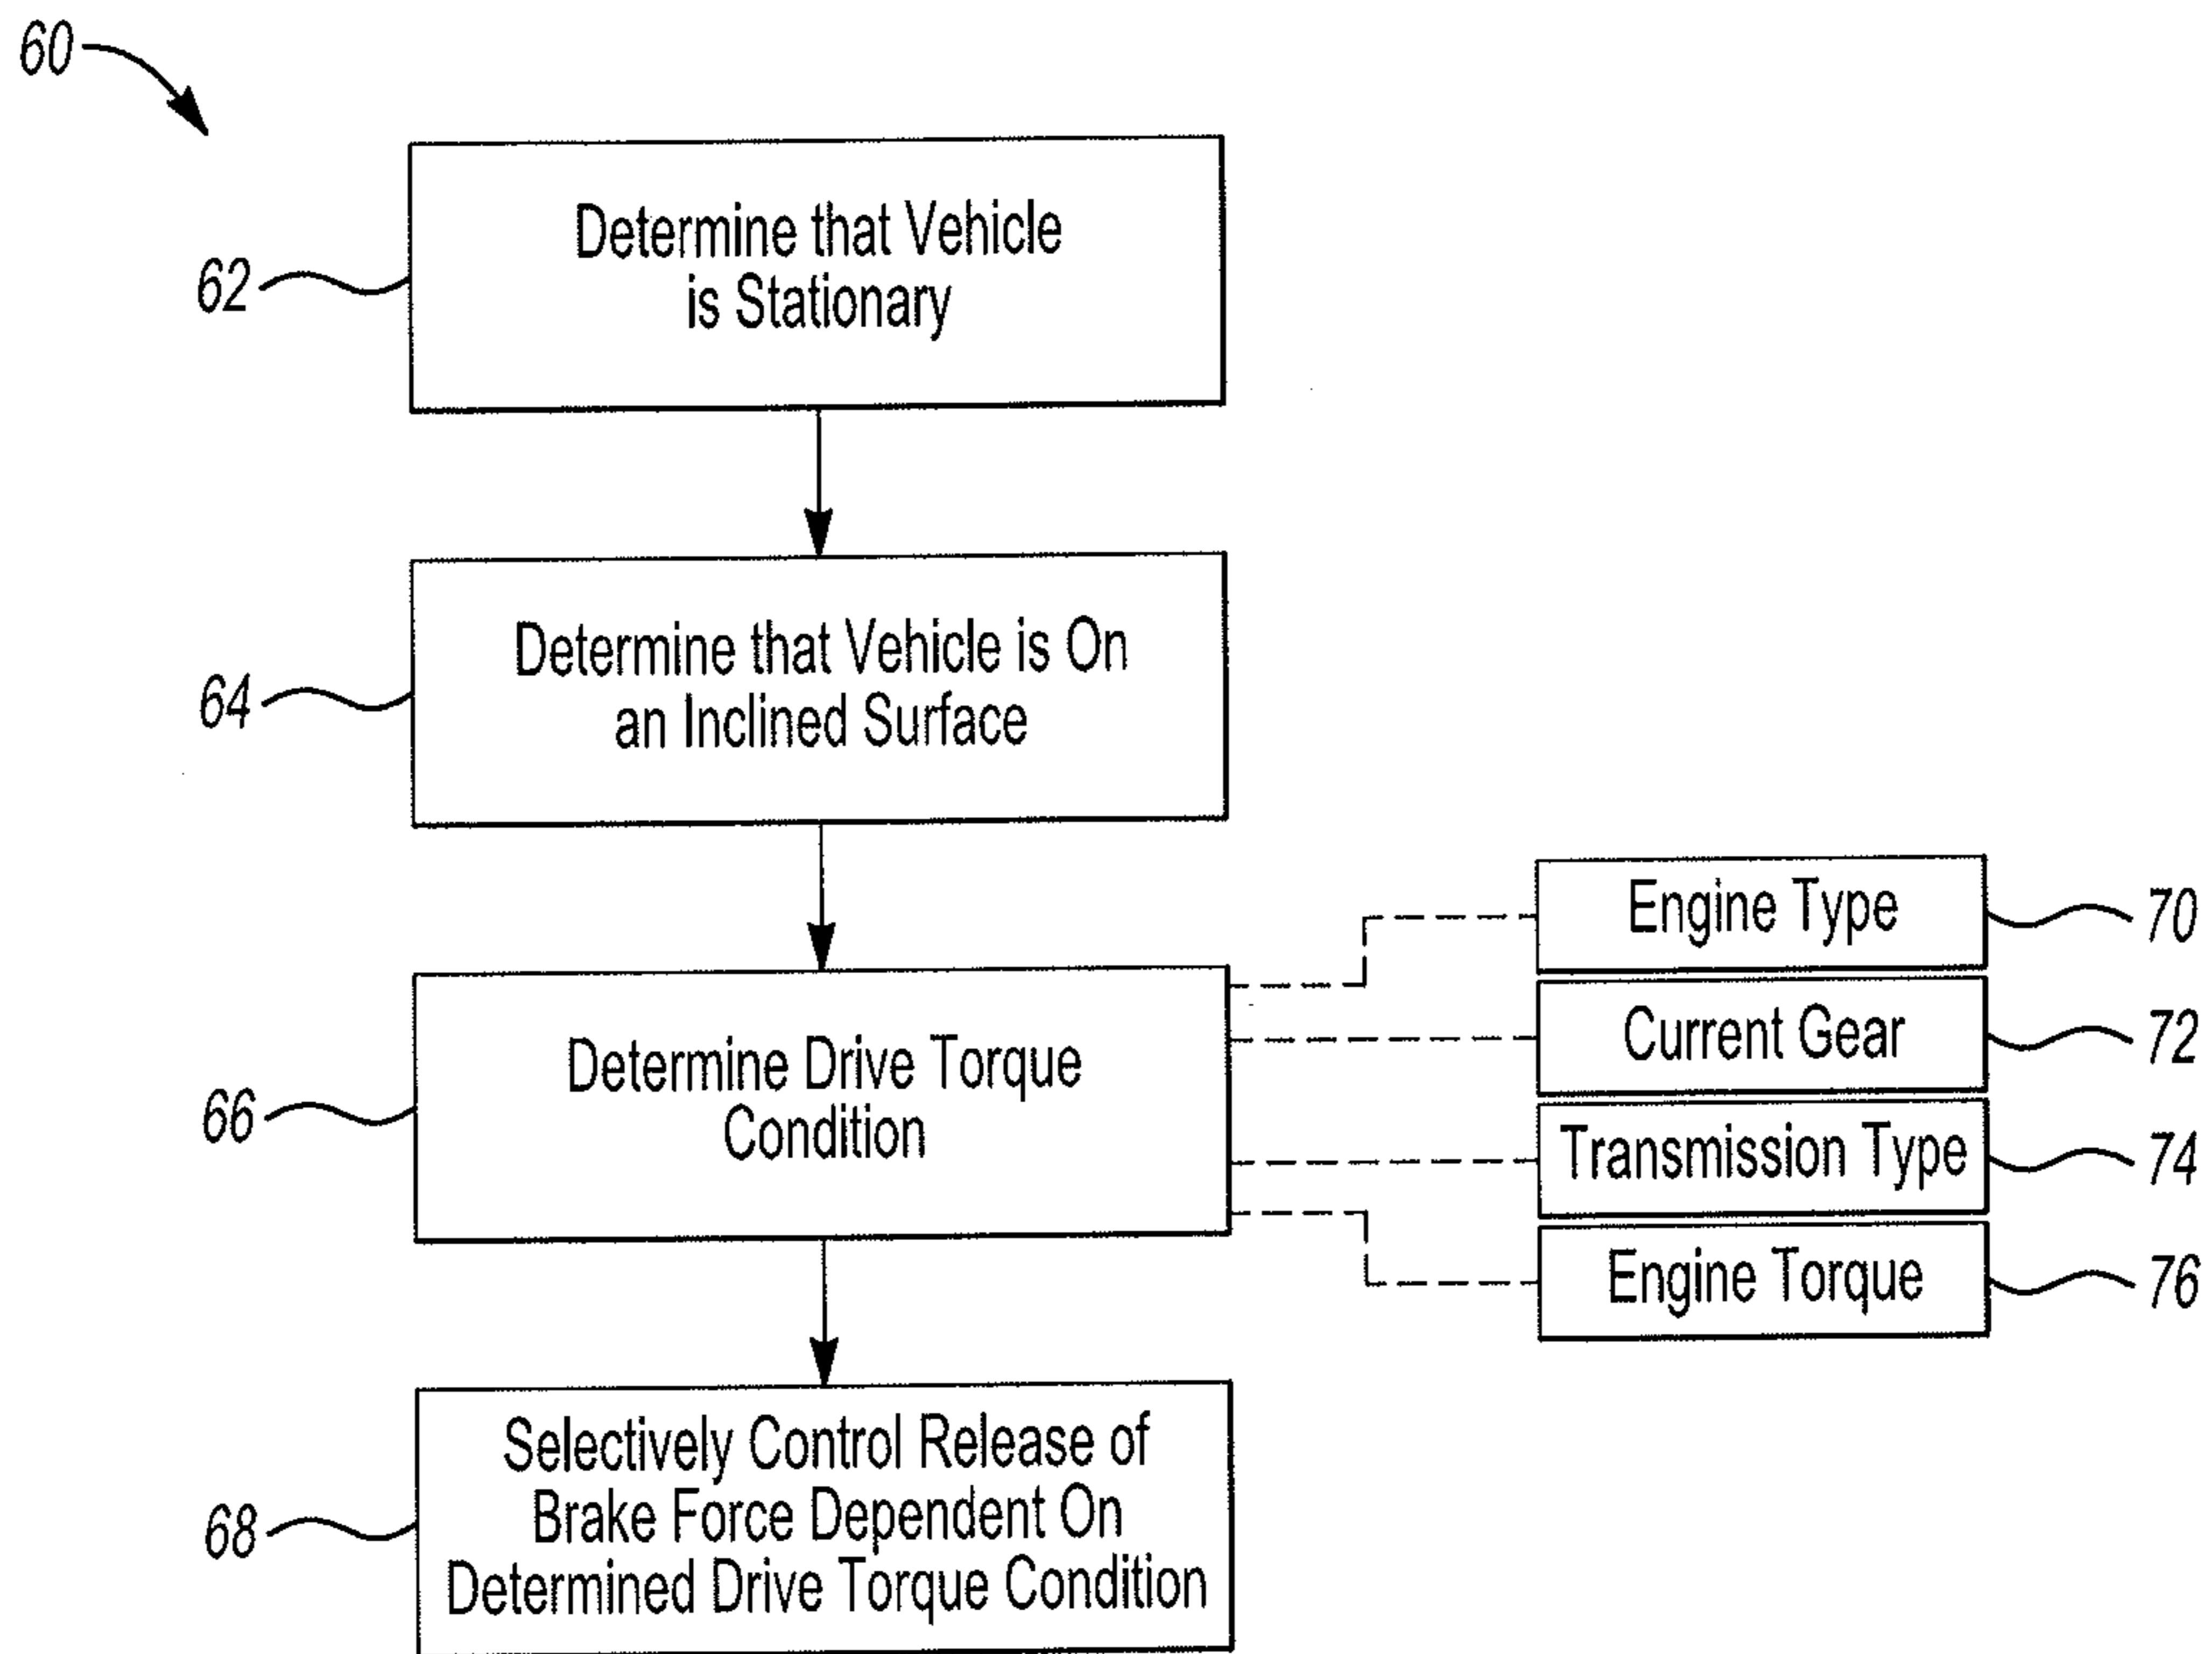 60
62
Determine that Vehicle
is Stationary
64
Determine that Vehicle is On
an Inclined Surface
66
Determine Drive Torque
Condition
Engine Type
70
Current Gear
72
Transmission Type
74
Engine Torque
76
68
Selectively Control Release of
Brake Force Dependent On
Determined Drive Torque Condition